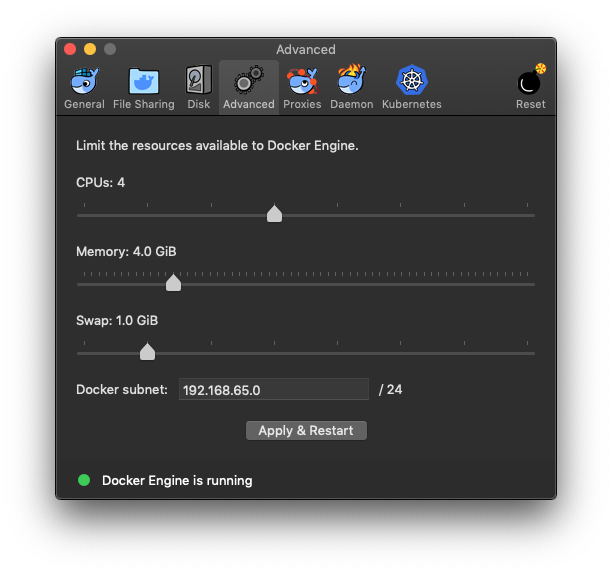 Advanced
General File Sharing Disk Advanced Proxies Daemon Kubernetes Reset
Limit the resources available to Docker Engine.
CPUs: 4
Memory: 4.0 GiB
Swap: 1.0 GiB
Docker subnet: 192.168.65.0 / 24
Apply & Restart
Docker Engine is running